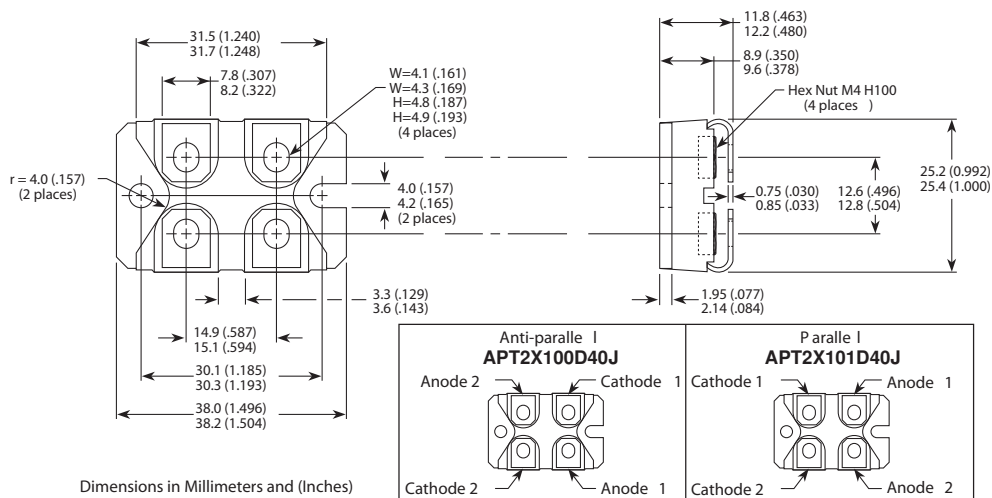 31.5 (1.240)
31.7 (1.248)
7.8 (.307)
8.2 (.322)
W=4.1 (.161)
W=4.3 (.169)
H=4.8 (.187)
H=4.9 (.193)
(4 places)
r = 4.0 (.157)
(2 places)
4.0 (.157)
4.2 (.165)
(2 places)
3.3 (.129)
3.6 (.143)
14.9 (.587)
15.1 (.594)
30.1 (1.185)
30.3 (1.193)
38.0 (1.496)
38.2 (1.504)
Dimensions in Millimeters and (Inches)
11.8 (.463)
12.2 (.480)
8.9 (.350)
9.6 (.378)
Hex Nut M4 H100
(4 places )
0.75 (.030)
0.85 (.033)
12.6 (.496)
12.8 (.504)
25.2 (0.992)
25.4 (1.000)
1.95 (.077)
2.14 (.084)
Anti-paralle l
APT2X100D40J
Anode 2
Cathode 1
Cathode 2
Anode 1
Paralle l
APT2X101D40J
Cathode 1
Anode 1
Cathode 2
Anode 2